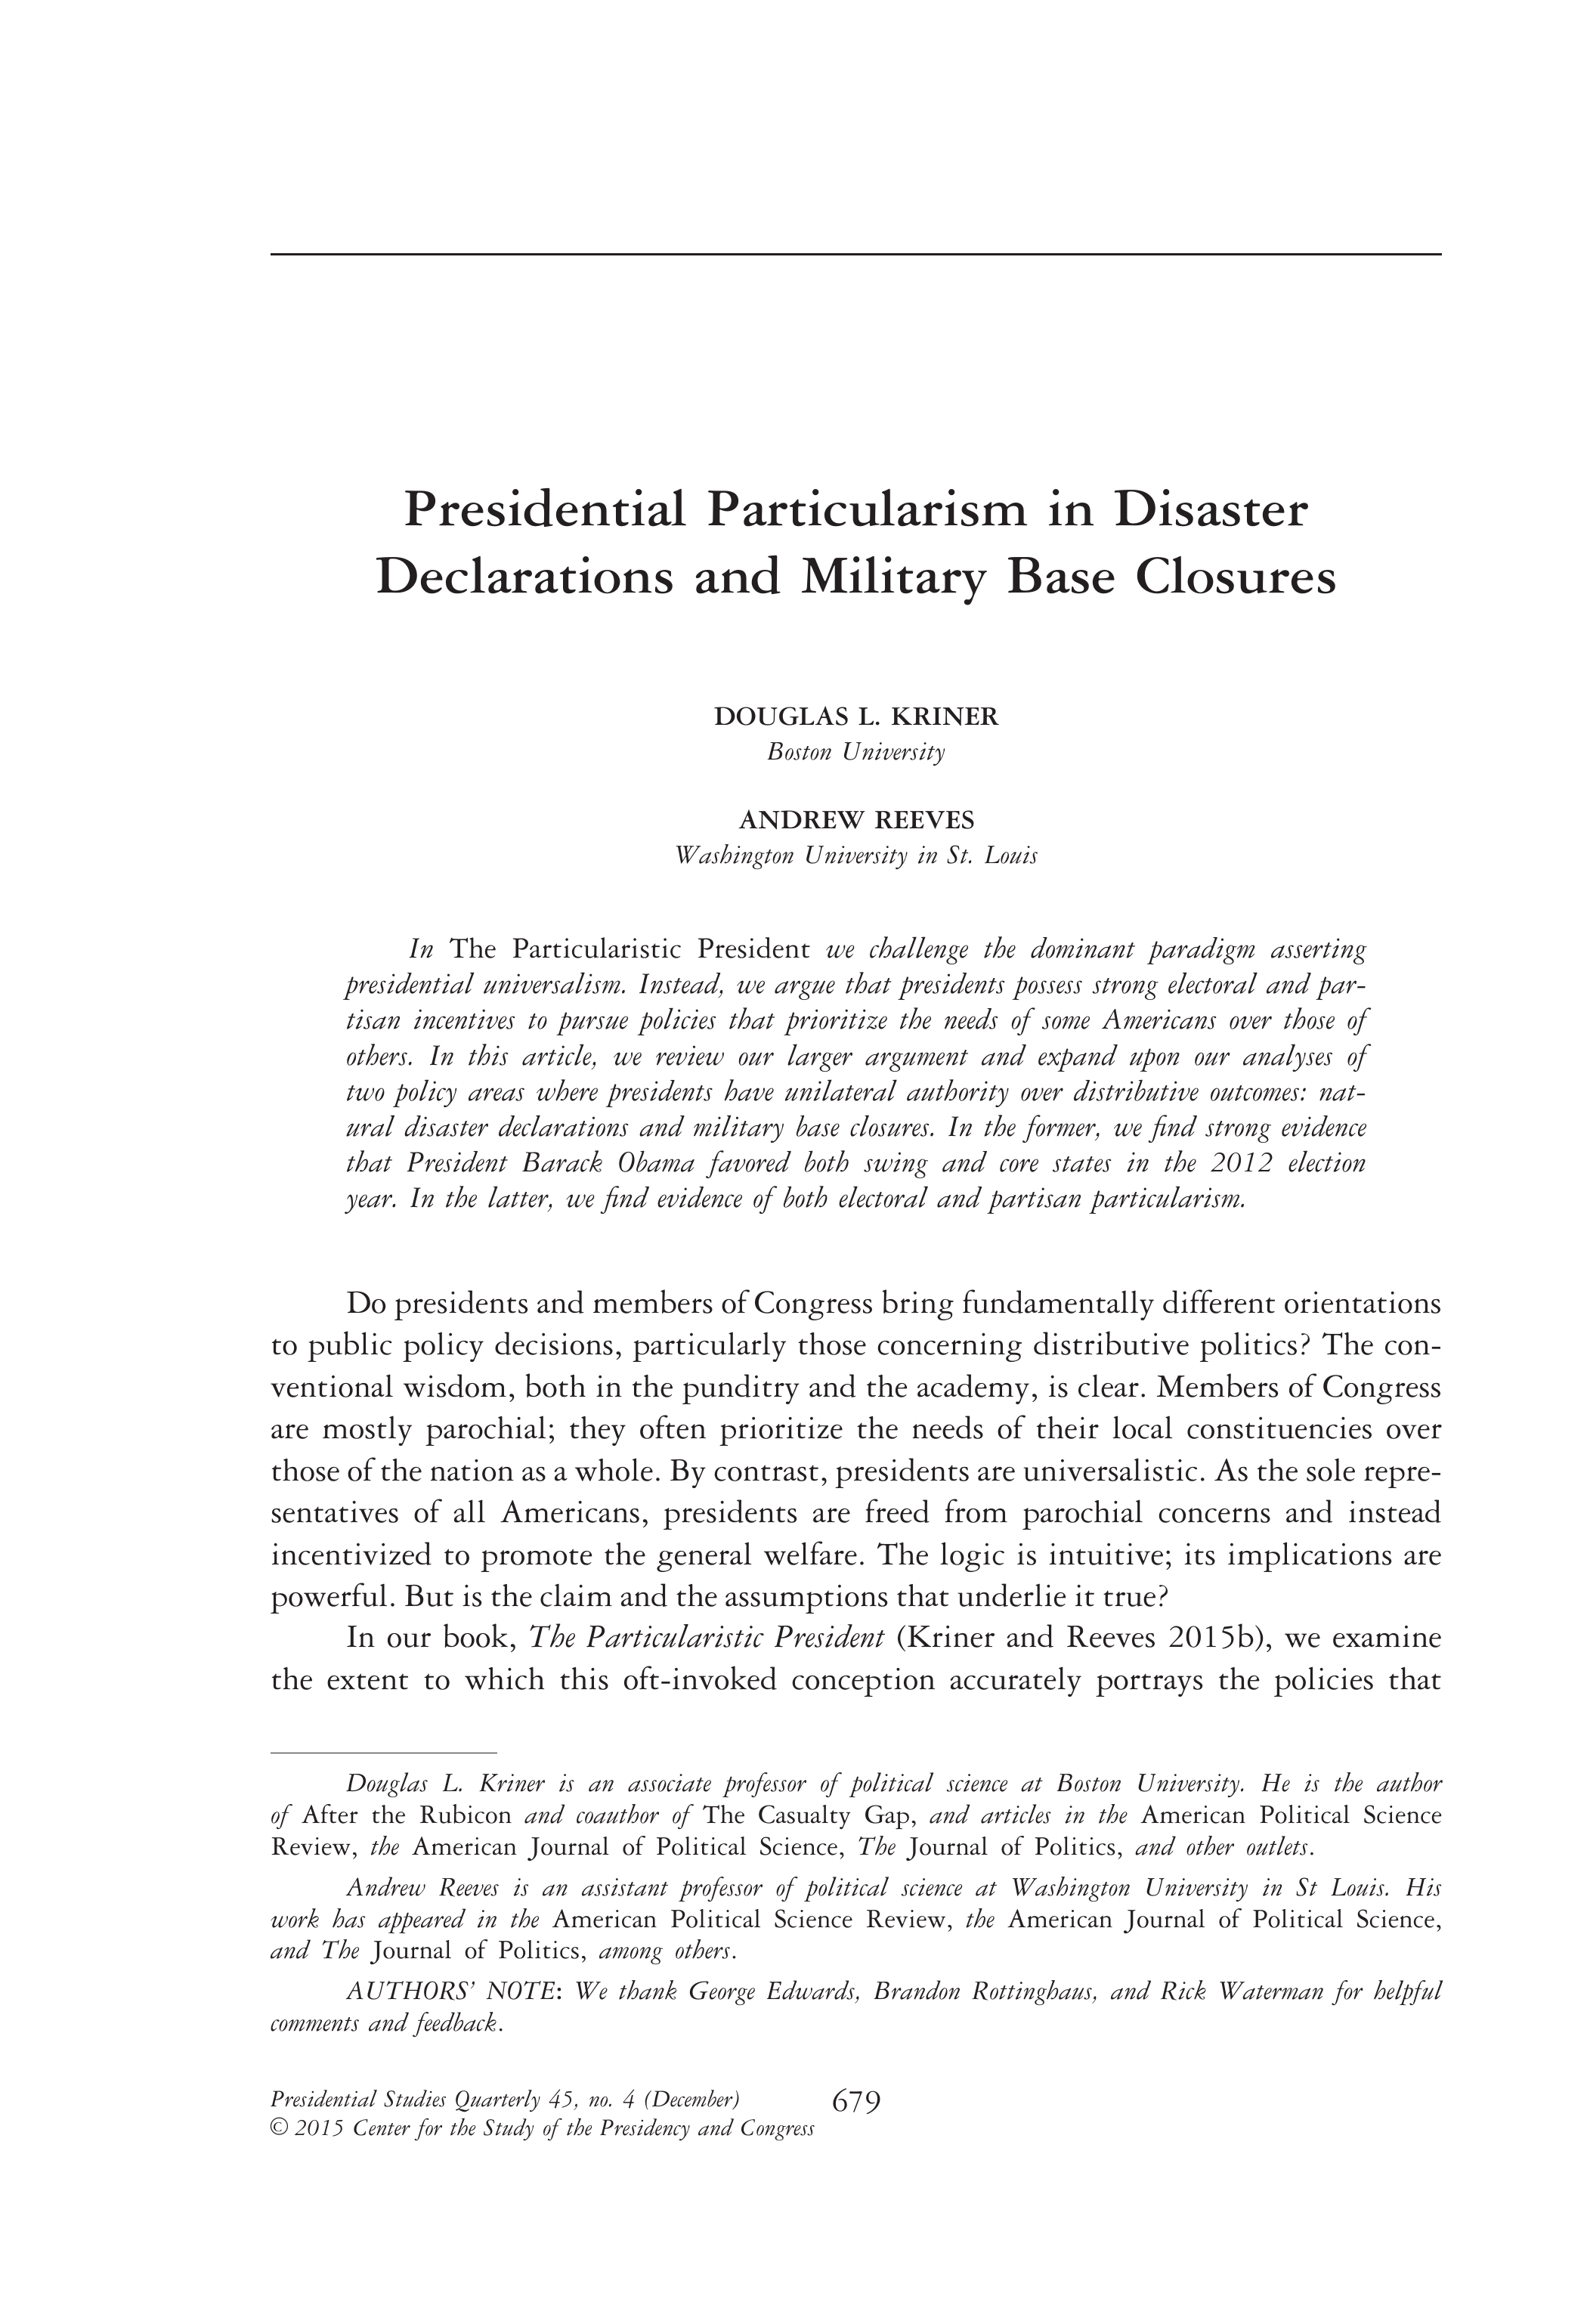 Presidential Particularism in Disaster
Declarations and Military Base Closures
DOUGLAS L. KRINER
Boston University
ANDREW REEVES
Washington University in St. Louis
In The Particularistic President we challenge the dominant paradigm asserting
presidential universalism. Instead, we argue that presidents possess strong electoral and par-
tisan incentives to pursue policies that prioritize the needs of some Americans over those of
others. In this article, we review our larger argument and expand upon our analyses of
two policy areas where presidents have unilateral authority over distributive outcomes: nat-
ural disaster declarations and military base closures. In the former, we find strong evidence
that President Barack Obama favored both swing and core states in the 2012 election
year. In the latter, we find evidence of both electoral and partisan particularism.
Do presidents and members of Congress bring fundamentally different orientations
to public policy decisions, particularly those concerning distributive politics? The con-
ventional wisdom, both in the punditry and the academy, is clear. Members of Congress
are mostly parochial; they often prioritize the needs of their local constituencies over
those of the nation as a whole. By contrast, presidents are universalistic. As the sole repre-
sentatives of all Americans, presidents are freed from parochial concerns and instead
incentivized to promote the general welfare. The logic is intuitive; its implications are
powerful. But is the claim and the assumptions that underlie it true?
In our book, The Particularistic President (Kriner and Reeves 2015b), we examine
the extent to which this oft-invoked conception accurately portrays the policies that
Douglas L. Kriner is an associate professor of political science at Boston University. He is the author
of After the Rubicon and coauthor of The Casualty Gap, and articles in the American Political Science
Review, the American Journal of Political Science, The Journal of Politics, and other outlets.
Andrew Reeves is an assistant professor of political science at Washington University in St Louis. His
work has appeared in the American Political Science Review, the American Journal of Political Science,
and The Journal of Politics, among others.
AUTHORS' NOTE: We thank George Edwards, Brandon Rottinghaus, and Rick Waterman for helpful
comments and feedback.
Presidential Studies Quarterly 45, no. 4 (December) 679
© 2015 Center for the Study of the Presidency and Congress